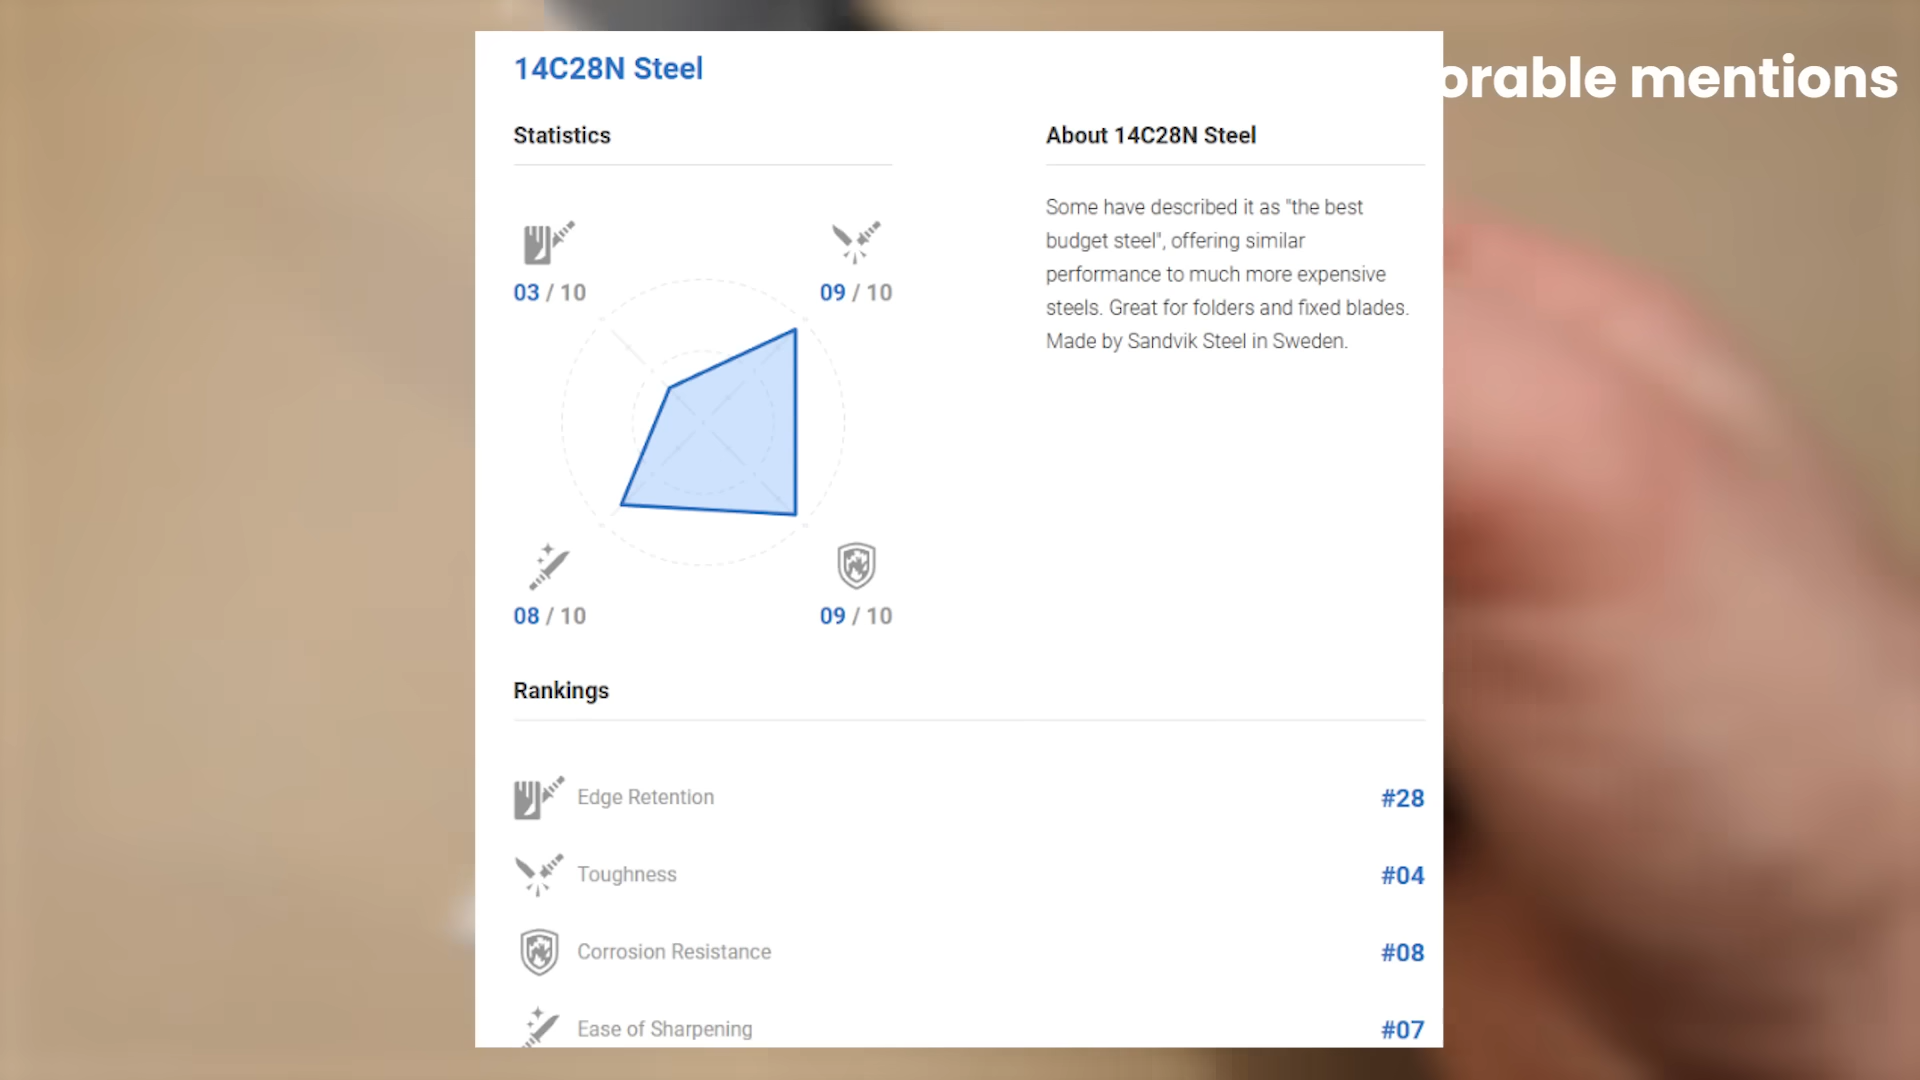 14C28N Steel
orable mentions
Statistics
03 / 10
09 / 10
08 / 10
09 / 10
About 14C28N Steel
Some have described it as "the best
budget steel", offering similar
performance to much more expensive
steels. Great for folders and fixed blades.
Made by Sandvik Steel in Sweden.
Rankings
Edge Retention #28
Toughness #04
Corrosion Resistance #08
Ease of Sharpening #07